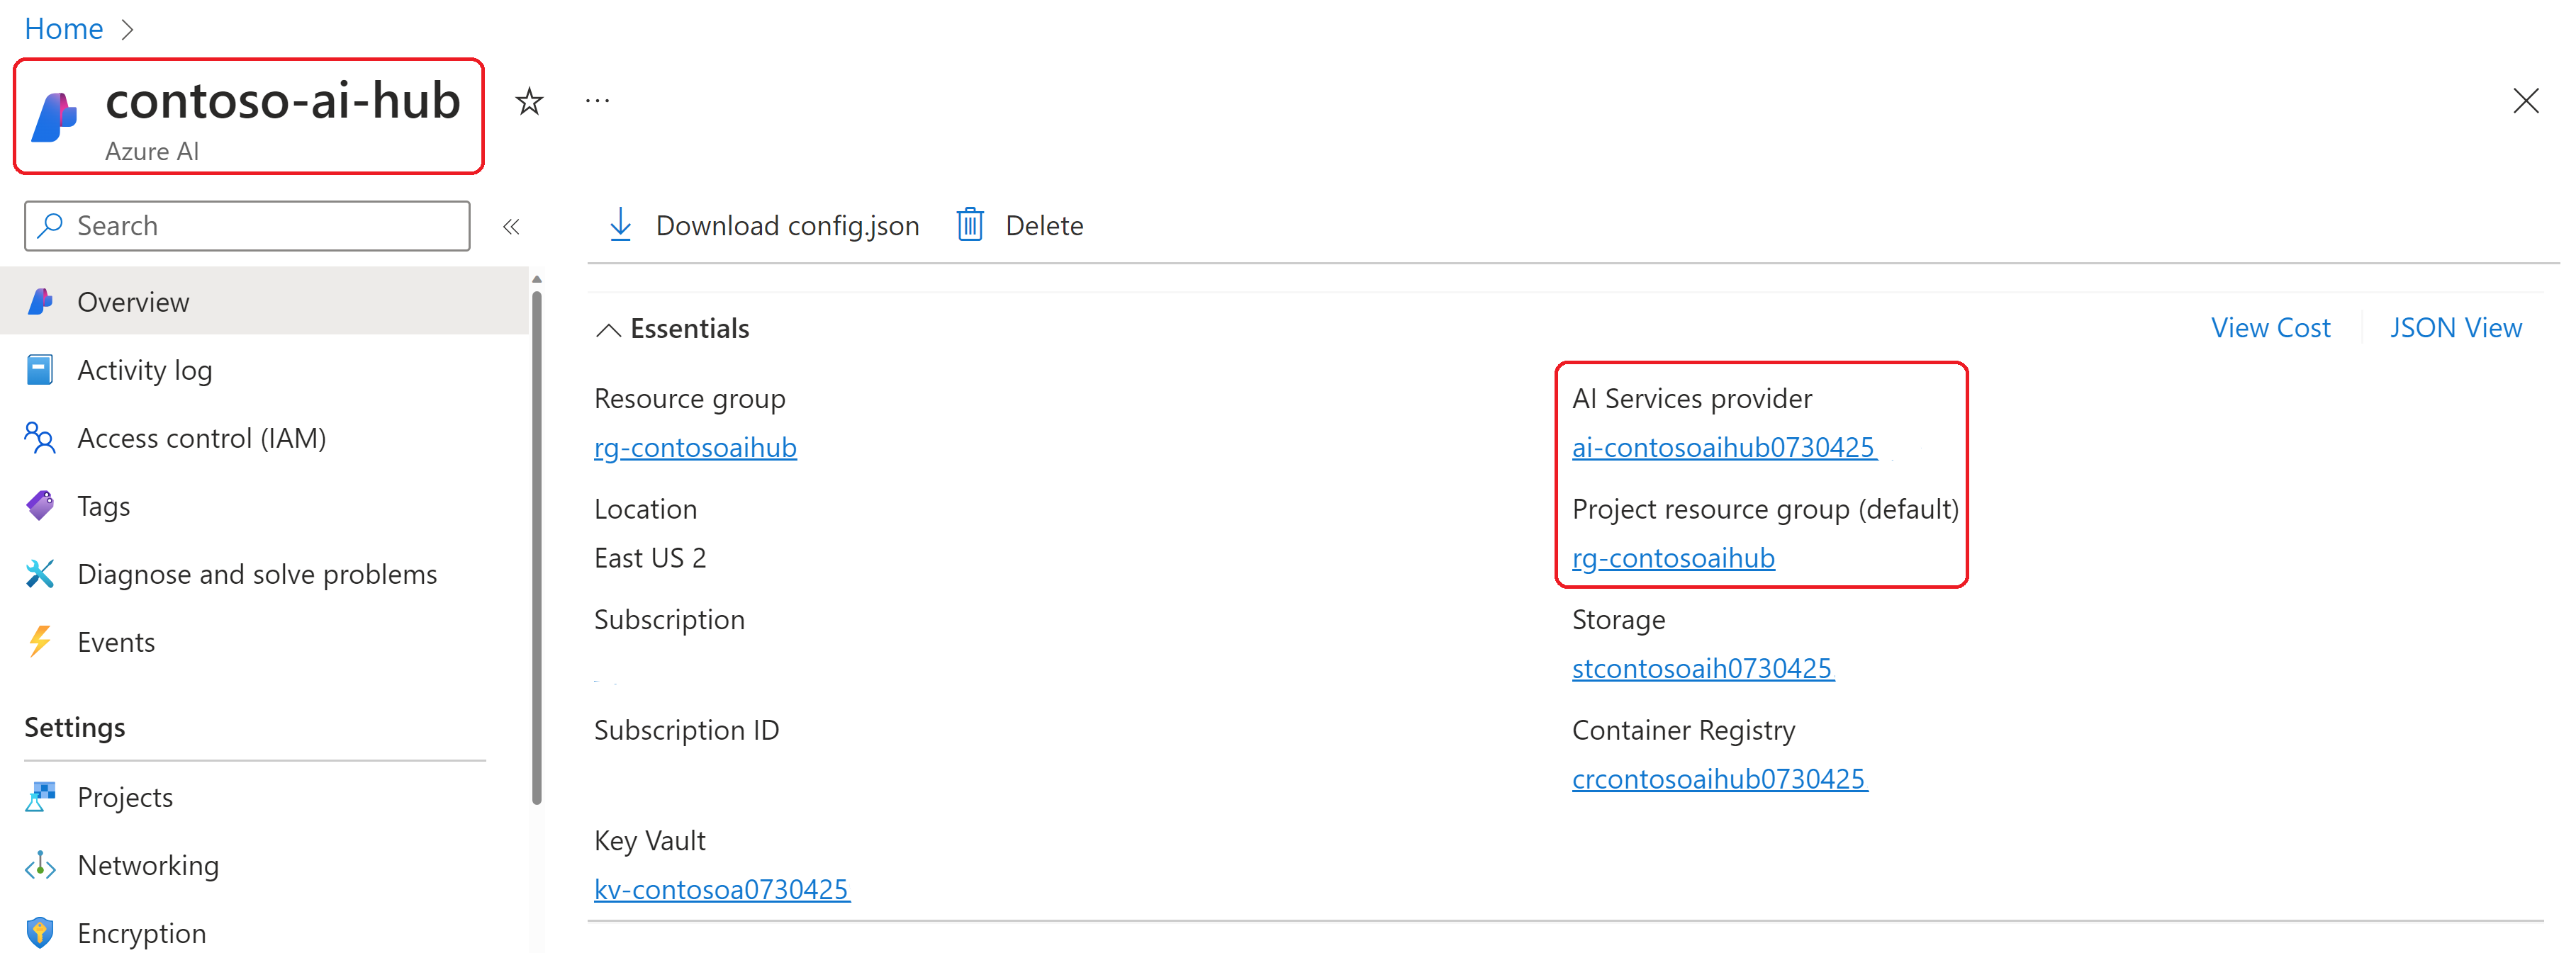 Home
contoso-ai-hub
Azure AI
Search
Download config.json
Delete
Overview
Activity log
Access control (IAM)
Tags
Diagnose and solve problems
Events
Settings
Projects
Networking
Encryption
Essentials
View Cost
JSON View
Resource group
rg-contosoaihub
Location
East US 2
Subscription
Subscription ID
Key Vault
kv-contosoa0730425
AI Services provider
ai-contosoaihub0730425
Project resource group (default)
rg-contosoaihub
Storage
stcontosoaih0730425
Container Registry
crcontosoaihub0730425